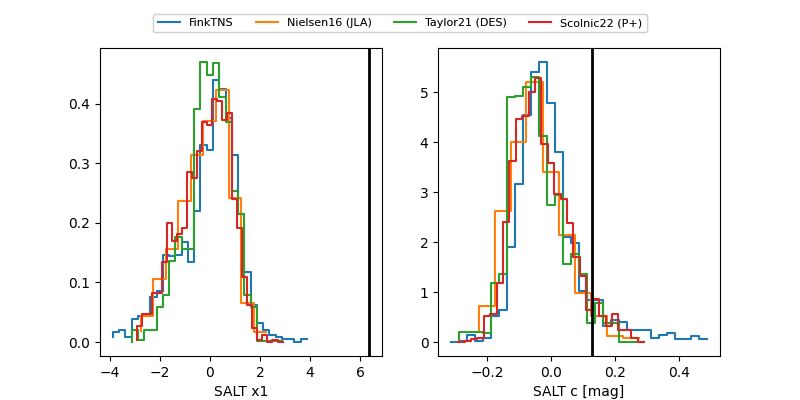 FinkTNS Nielsen16 (JLA) Taylor21 (DES) Scolnic22 (P+)
0.4
0.3
0.2
0.1
0.0
−4 −2 0 2 4 6
SALT x1
5
4
3
2
1
0
−0.2 0.0 0.2 0.4
SALT c [mag]